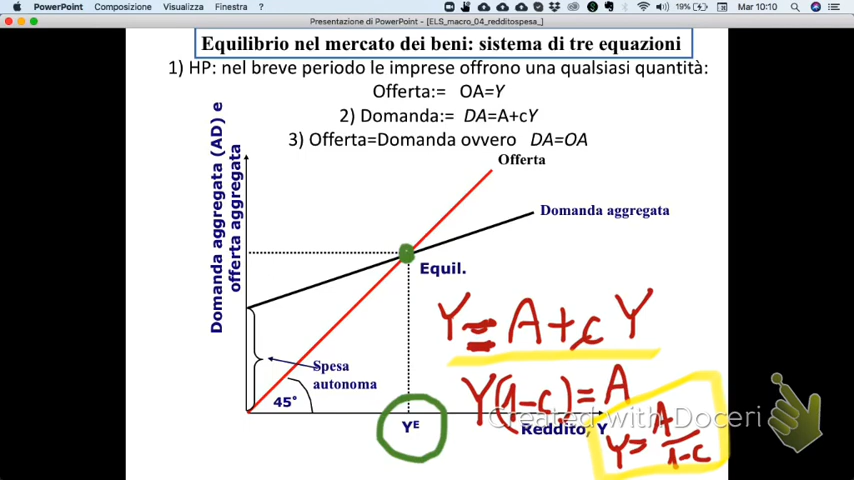 PowerPoint Composizione Visualizza Finestra ? 19% Mar 10:10
Presentazione di PowerPoint - [ELS_macro_04_redditospesa_]
Equilibrio nel mercato dei beni: sistema di tre equazioni
1) HP: nel breve periodo le imprese offrono una qualsiasi quantità:
Offerta:= OA=Y
2) Domanda:= DA=A+cY
3) Offerta=Domanda ovvero DA=OA
Domanda aggregata (AD) e
offerta aggregata
Offerta
Domanda aggregata
Equil.
Y = A + c Y
Spesa
autonoma
Y(1-c) = A
45°
Created with Doceri
Y^E
Reddito, Y
Y = A/1-c